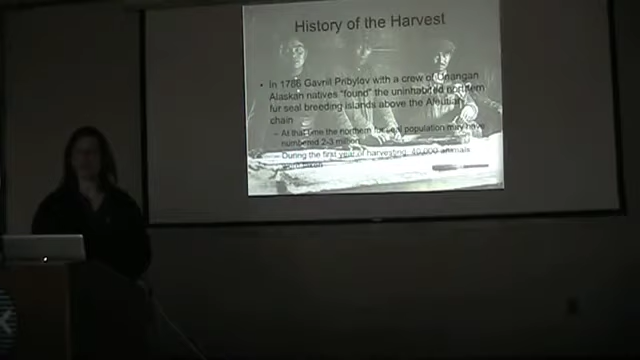 History of the Harvest
• In 1786 Gavriil Pribylov with a crew of Unangan
Alaskan natives "found" the uninhabited northern
fur seal breeding islands above the Aleutian
chain
– At that time the northern fur seal population may have
numbered 2-3 million
– During the first year of harvesting, 40,000 animals